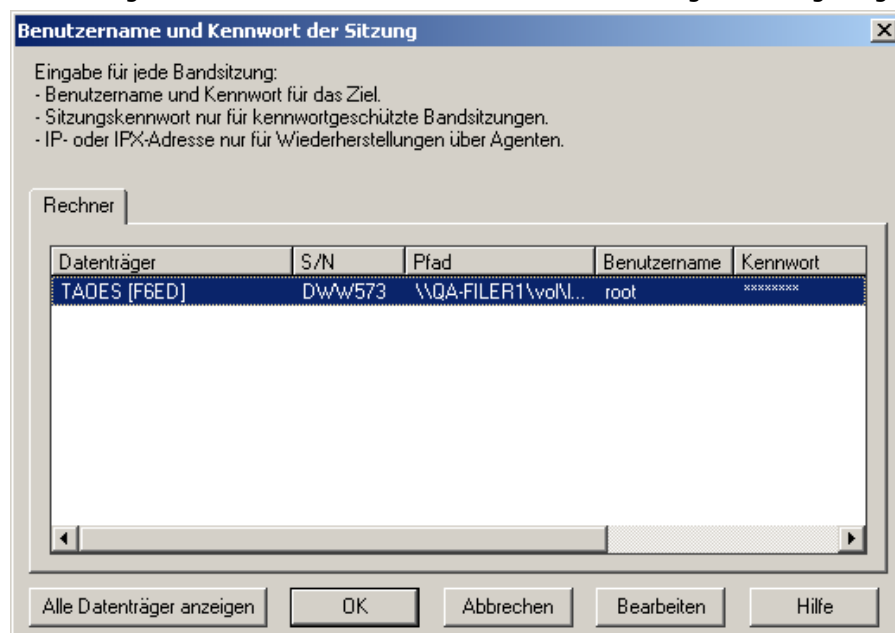 Benutzername und Kennwort der Sitzung
Eingabe für jede Bandsitzung:
- Benutzername und Kennwort für das Ziel.
- Sitzungskennwort nur für kennwortgeschützte Bandsitzungen.
- IP- oder IPX-Adresse nur für Wiederherstellungen über Agenten.
Rechner
Datenträger S/N Pfad Benutzername Kennwort
TAOES [F6ED] DWW573 \\QA-FILER1\vol\l... root ********
Alle Datenträger anzeigen OK Abbrechen Bearbeiten Hilfe